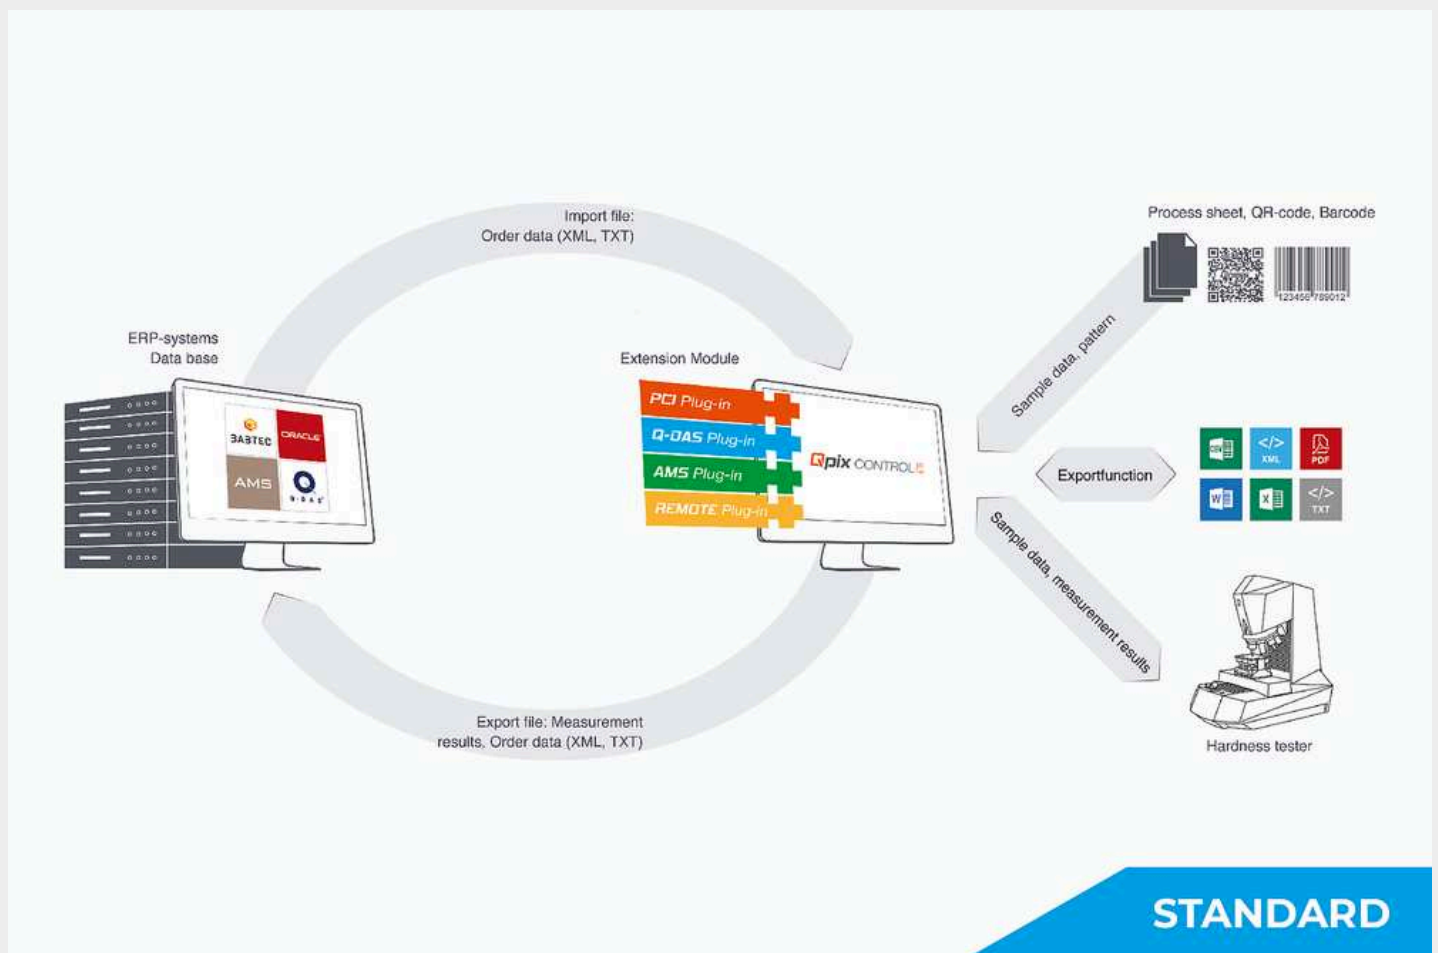 Import file:
Order data (XML, TXT)
Process sheet, QR-code, Barcode
123456 789012
ERP-systems
Data base
BABTEC
ORACLE
AMS
Q-DAS
Extension Module
PCI Plug-in
Q-DAS Plug-in
AMS Plug-in
REMOTE Plug-in
Qpix CONTROL
Sample data, pattern
Exportfunction
</>
XML
PDF
W
X
</>
TXT
Sample data, measurement results
Hardness tester
Export file: Measurement
results, Order data (XML, TXT)
STANDARD